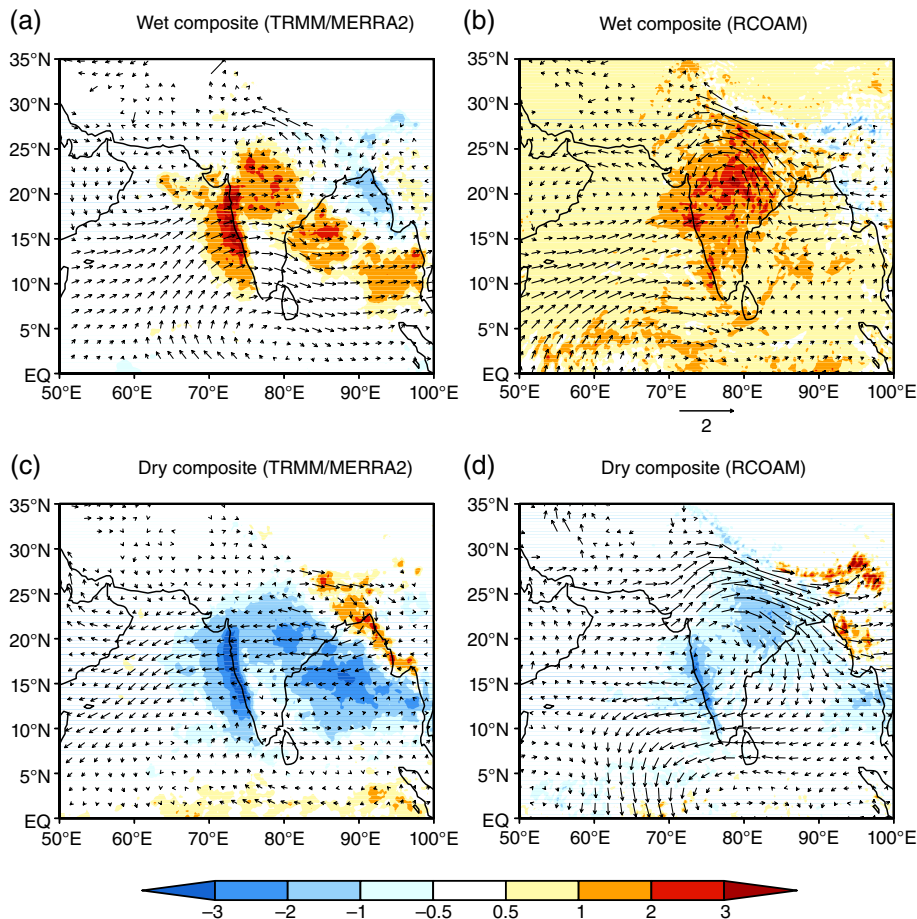 (a) Wet composite (TRMM/MERRA2)
(b) Wet composite (RCOAM)
35°N 35°N
30°N 30°N
25°N 25°N
20°N 20°N
15°N 15°N
10°N 10°N
5°N 5°N
EQ EQ
50°E 60°E 70°E 80°E 90°E 100°E
50°E 60°E 70°E 80°E 90°E 100°E
2
(c) Dry composite (TRMM/MERRA2)
(d) Dry composite (RCOAM)
35°N 35°N
30°N 30°N
25°N 25°N
20°N 20°N
15°N 15°N
10°N 10°N
5°N 5°N
EQ EQ
50°E 60°E 70°E 80°E 90°E 100°E
50°E 60°E 70°E 80°E 90°E 100°E
−3 −2 −1 −0.5 0.5 1 2 3